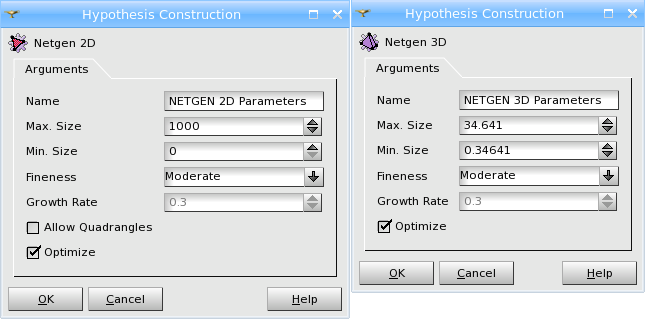 Hypothesis Construction
Netgen 2D
Arguments
Name NETGEN 2D Parameters
Max. Size 1000
Min. Size 0
Fineness Moderate
Growth Rate 0.3
Allow Quadrangles
Optimize
OK Cancel Help
Hypothesis Construction
Netgen 3D
Arguments
Name NETGEN 3D Parameters
Max. Size 34.641
Min. Size 0.34641
Fineness Moderate
Growth Rate 0.3
Optimize
OK Cancel Help